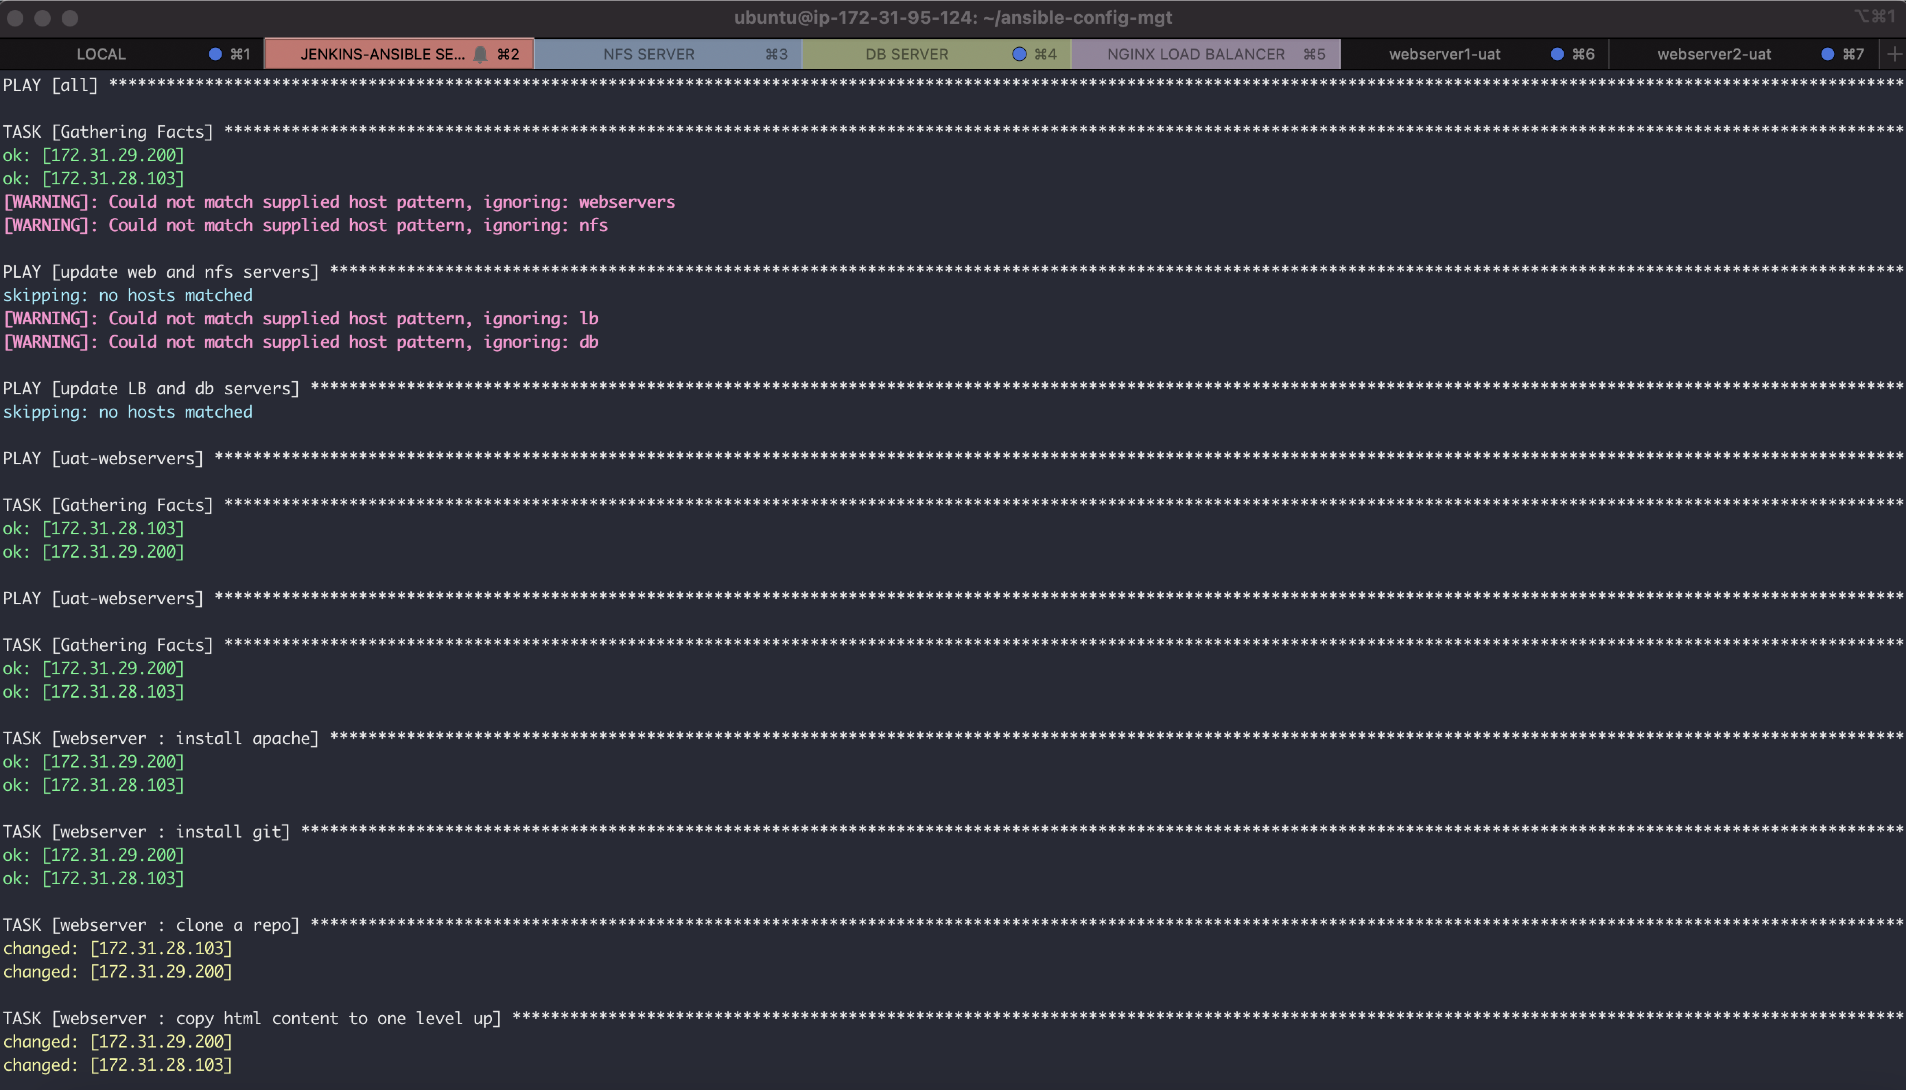 ubuntu@ip-172-31-95-124: ~/ansible-config-mgt
⌥⌘1
LOCAL ⌘1 JENKINS-ANSIBLE SE... ⌘2 NFS SERVER ⌘3 DB SERVER ⌘4 NGINX LOAD BALANCER ⌘5 webserver1-uat ⌘6 webserver2-uat ⌘7 +
PLAY [all] ****************************************************************
TASK [Gathering Facts] ****************************************************************
ok: [172.31.29.200]
ok: [172.31.28.103]
[WARNING]: Could not match supplied host pattern, ignoring: webservers
[WARNING]: Could not match supplied host pattern, ignoring: nfs
PLAY [update web and nfs servers] ****************************************************************
skipping: no hosts matched
[WARNING]: Could not match supplied host pattern, ignoring: lb
[WARNING]: Could not match supplied host pattern, ignoring: db
PLAY [update LB and db servers] ****************************************************************
skipping: no hosts matched
PLAY [uat-webservers] ****************************************************************
TASK [Gathering Facts] ****************************************************************
ok: [172.31.28.103]
ok: [172.31.29.200]
PLAY [uat-webservers] ****************************************************************
TASK [Gathering Facts] ****************************************************************
ok: [172.31.29.200]
ok: [172.31.28.103]
TASK [webserver : install apache] ****************************************************************
ok: [172.31.29.200]
ok: [172.31.28.103]
TASK [webserver : install git] ****************************************************************
ok: [172.31.29.200]
ok: [172.31.28.103]
TASK [webserver : clone a repo] ****************************************************************
changed: [172.31.28.103]
changed: [172.31.29.200]
TASK [webserver : copy html content to one level up] ****************************************************************
changed: [172.31.29.200]
changed: [172.31.28.103]